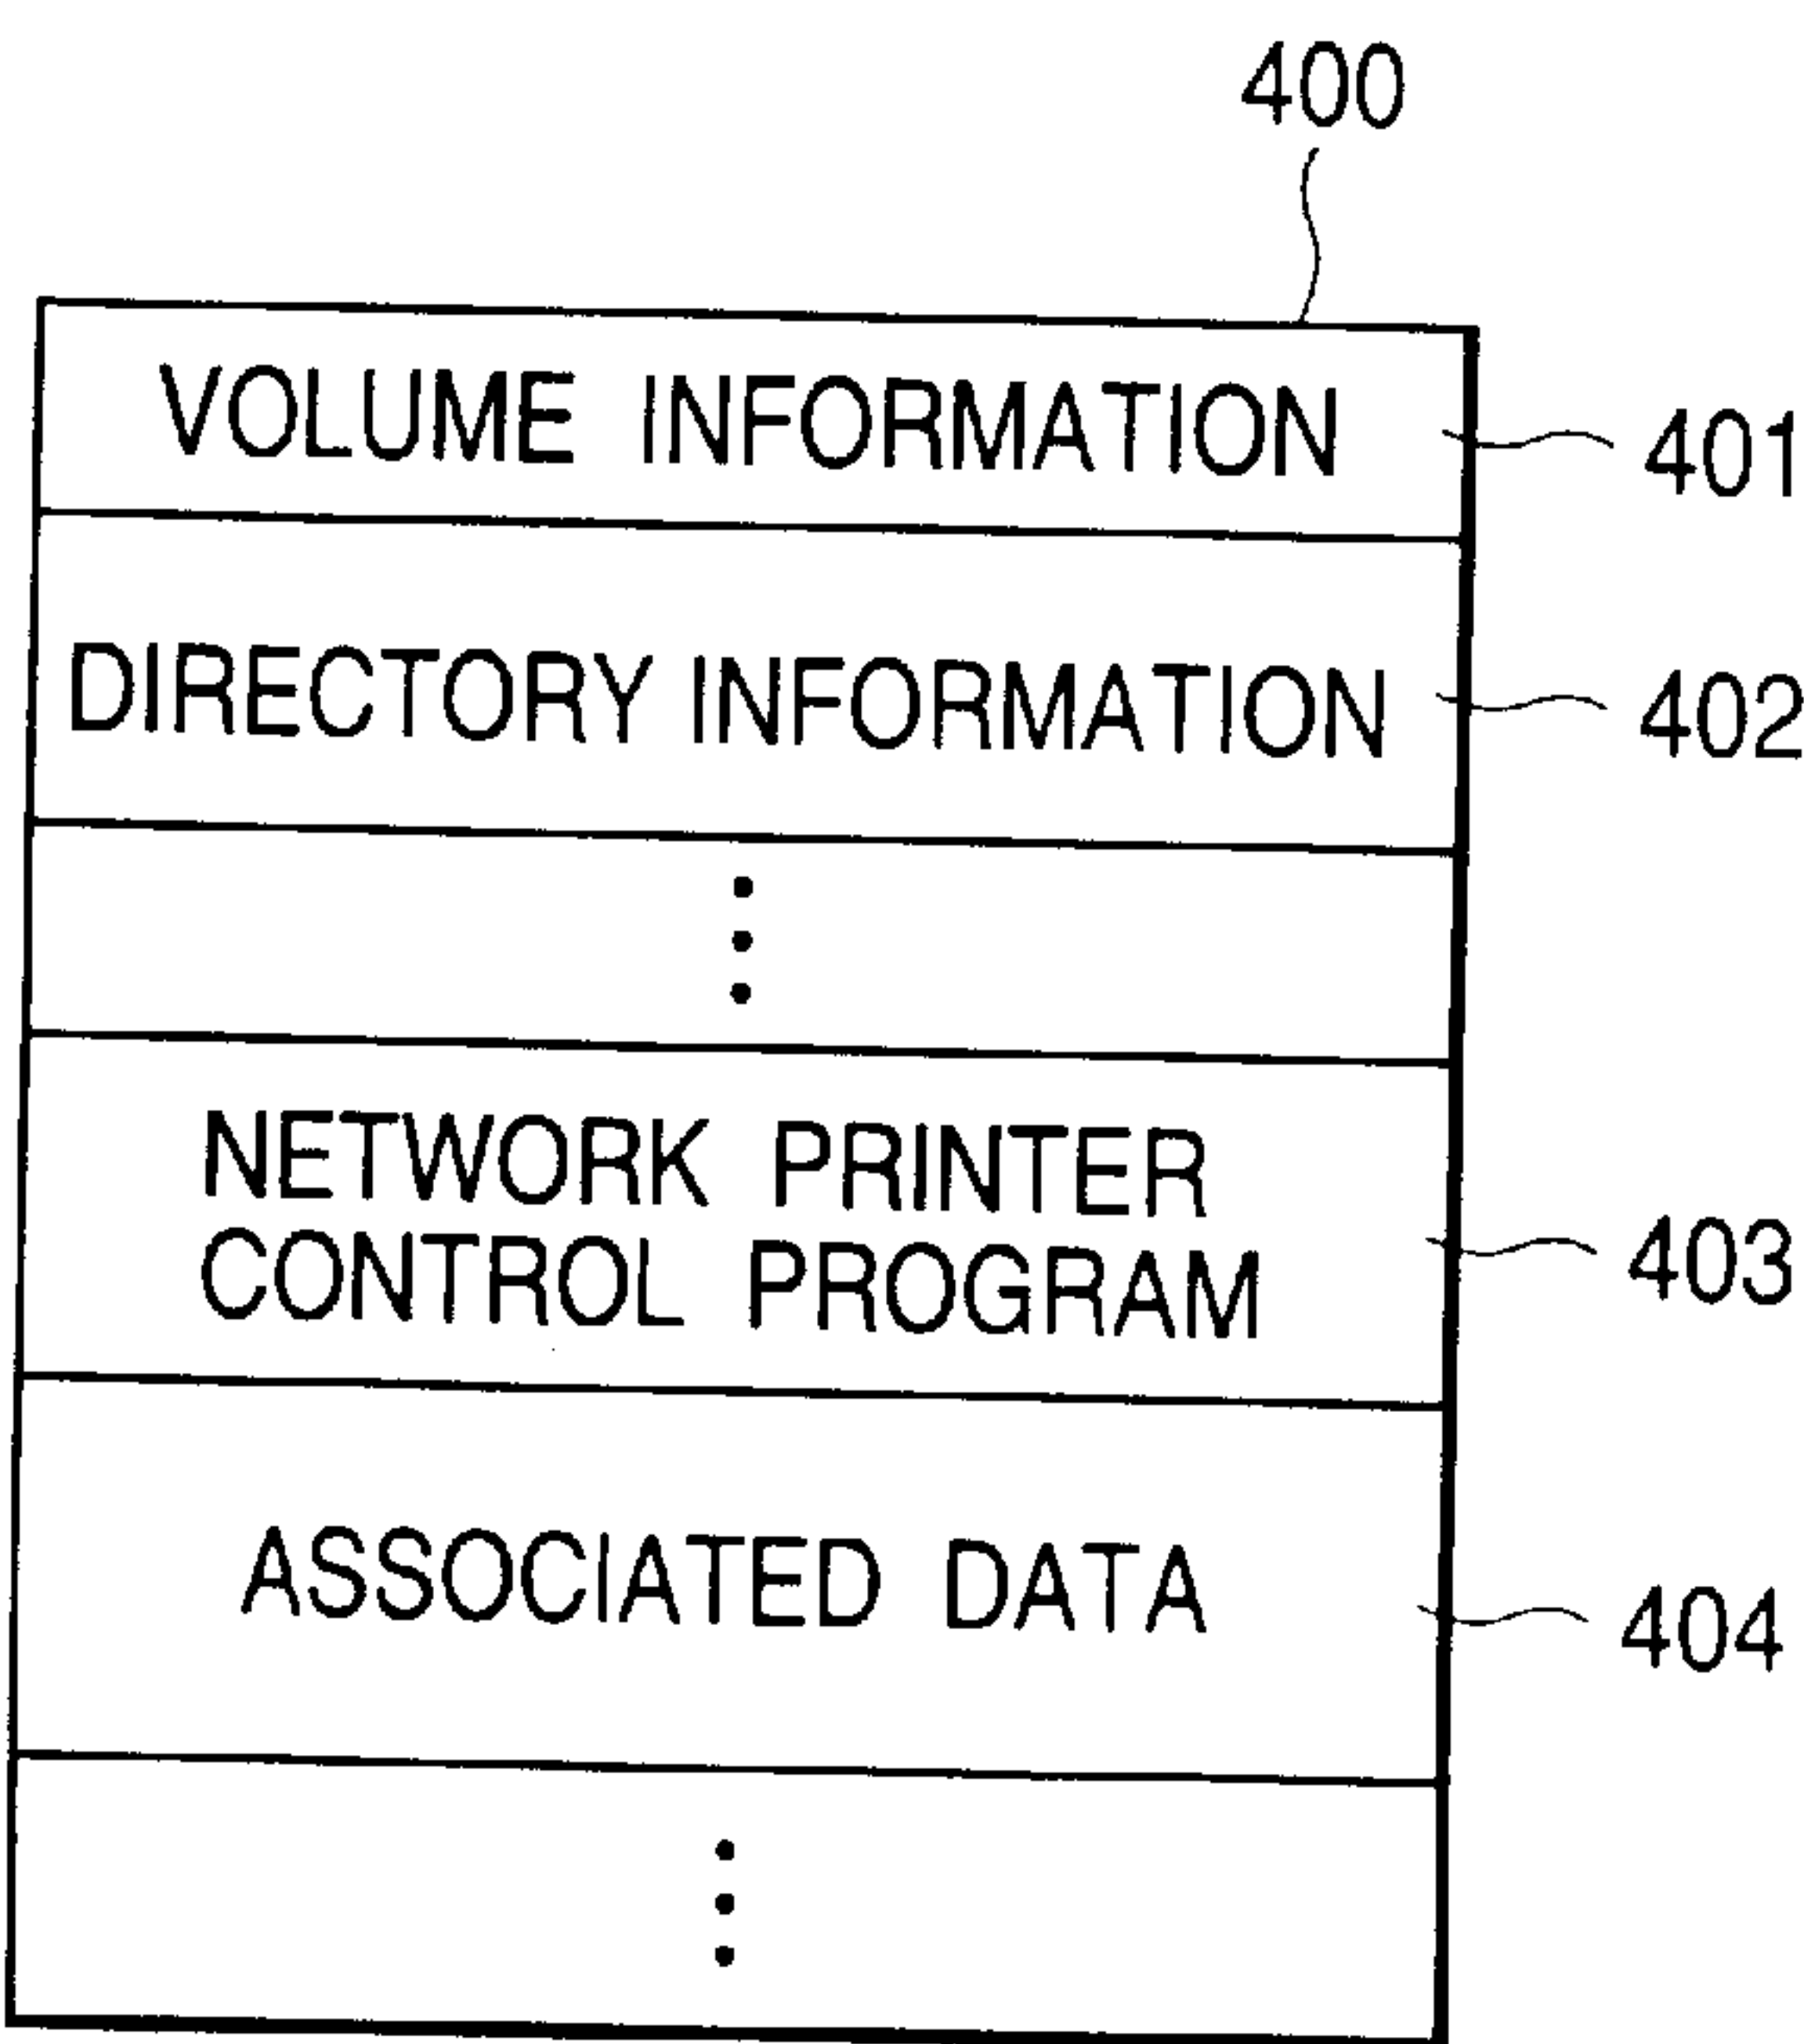 400
VOLUME INFORMATION 401
DIRECTORY INFORMATION 402
NETWORK PRINTER
CONTROL PROGRAM 403
ASSOCIATED DATA 404